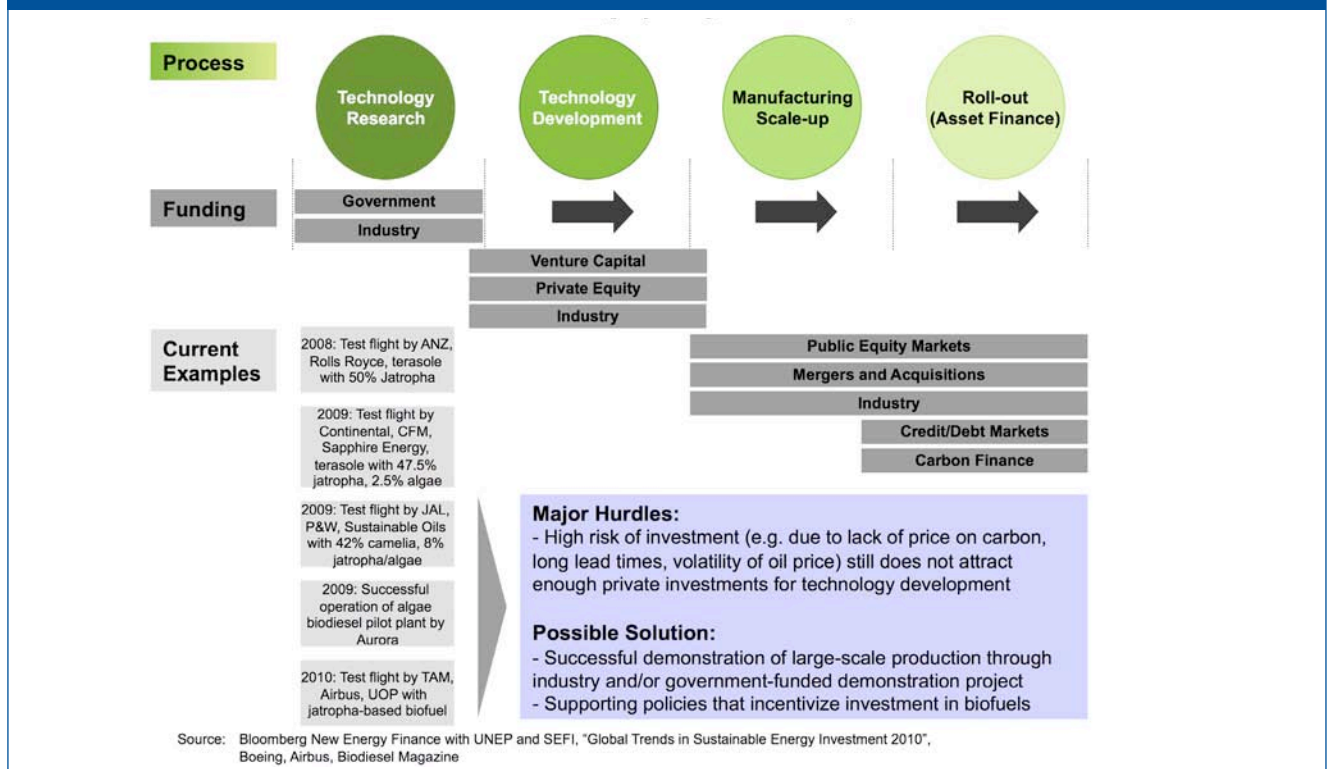 Process
Technology
Research
Technology
Development
Manufacturing
Scale-up
Roll-out
(Asset Finance)
Funding
Government
Industry
Venture Capital
Private Equity
Industry
Public Equity Markets
Mergers and Acquisitions
Industry
Credit/Debt Markets
Carbon Finance
Current
Examples
2008: Test flight by ANZ,
Rolls Royce, terasole
with 50% Jatropha
2009: Test flight by
Continental, CFM,
Sapphire Energy,
terasole with 47.5%
jatropha, 2.5% algae
2009: Test flight by JAL,
P&W, Sustainable Oils
with 42% camelia, 8%
jatropha/algae
2009: Successful
operation of algae
biodiesel pilot plant by
Aurora
2010: Test flight by TAM,
Airbus, UOP with
jatropha-based biofuel
Major Hurdles:
- High risk of investment (e.g. due to lack of price on carbon,
long lead times, volatility of oil price) still does not attract
enough private investments for technology development
Possible Solution:
- Successful demonstration of large-scale production through
industry and/or government-funded demonstration project
- Supporting policies that incentivize investment in biofuels
Source: Bloomberg New Energy Finance with UNEP and SEFI, "Global Trends in Sustainable Energy Investment 2010",
Boeing, Airbus, Biodiesel Magazine